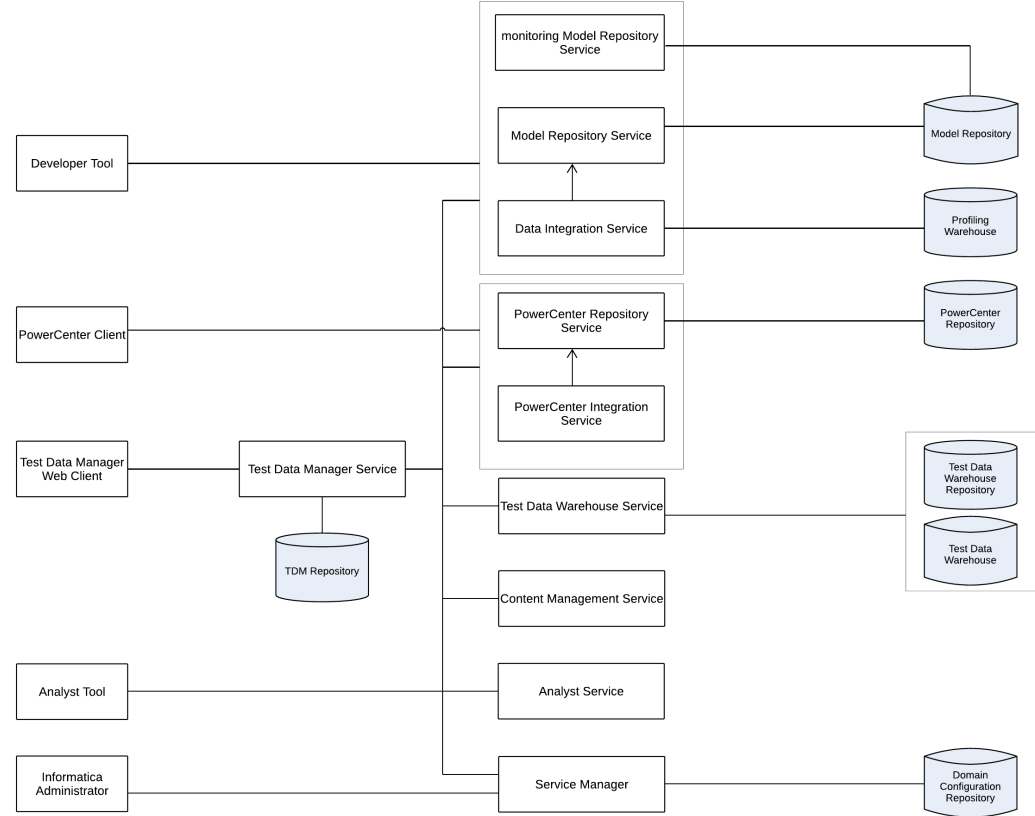 monitoring Model Repository
Service
Model Repository Service
Model Repository
Developer Tool
Data Integration Service
Profiling
Warehouse
PowerCenter Client
PowerCenter Repository
Service
PowerCenter
Repository
PowerCenter Integration
Service
Test Data Manager
Web Client
Test Data Manager Service
Test Data Warehouse Service
Test Data
Warehouse
Repository
Test Data
Warehouse
TDM Repository
Content Management Service
Analyst Tool
Analyst Service
Informatica
Administrator
Service Manager
Domain
Configuration
Repository